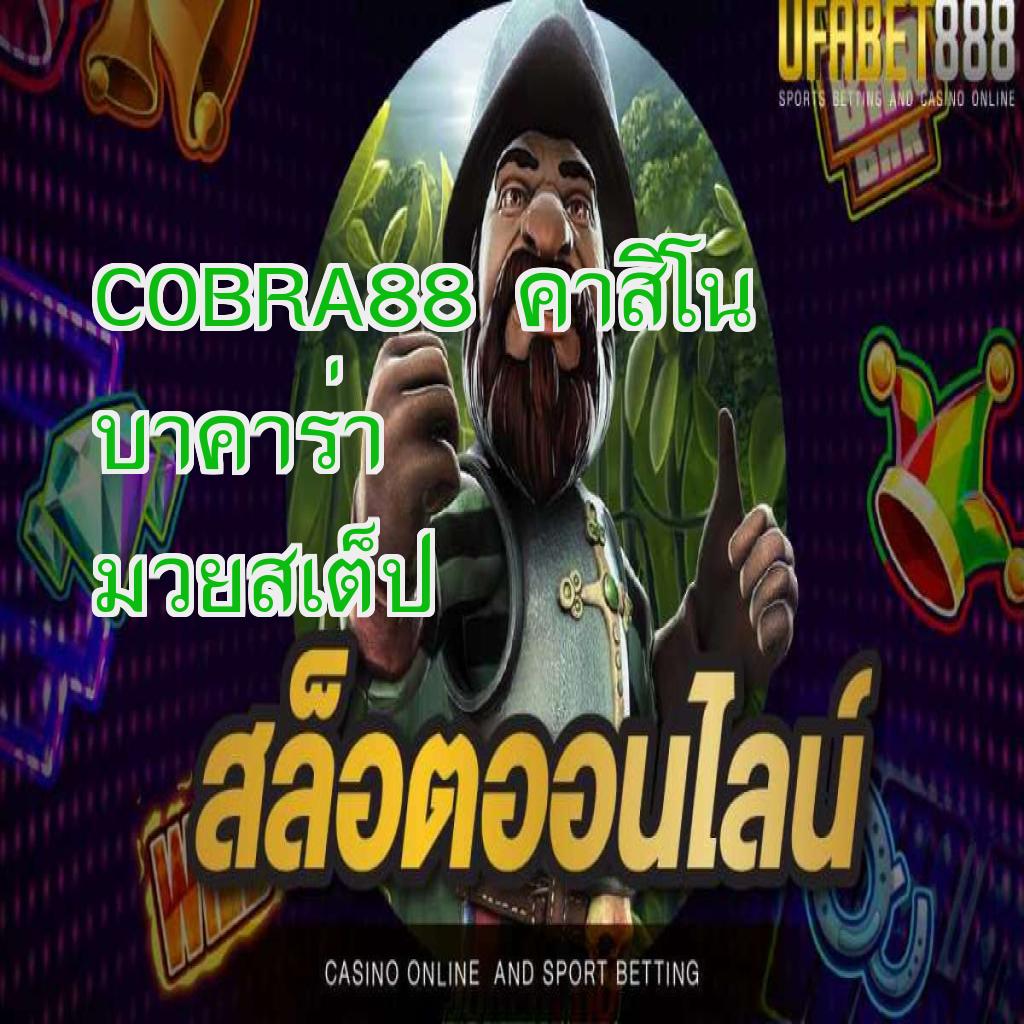 UFABET888
SPORTS BETTING AND CASINO ONLINE
BAR
COBRA88 คาสิโน
บาคาร่า
มวยสเต็ป
สล็อตออนไลน์
CASINO ONLINE AND SPORT BETTING